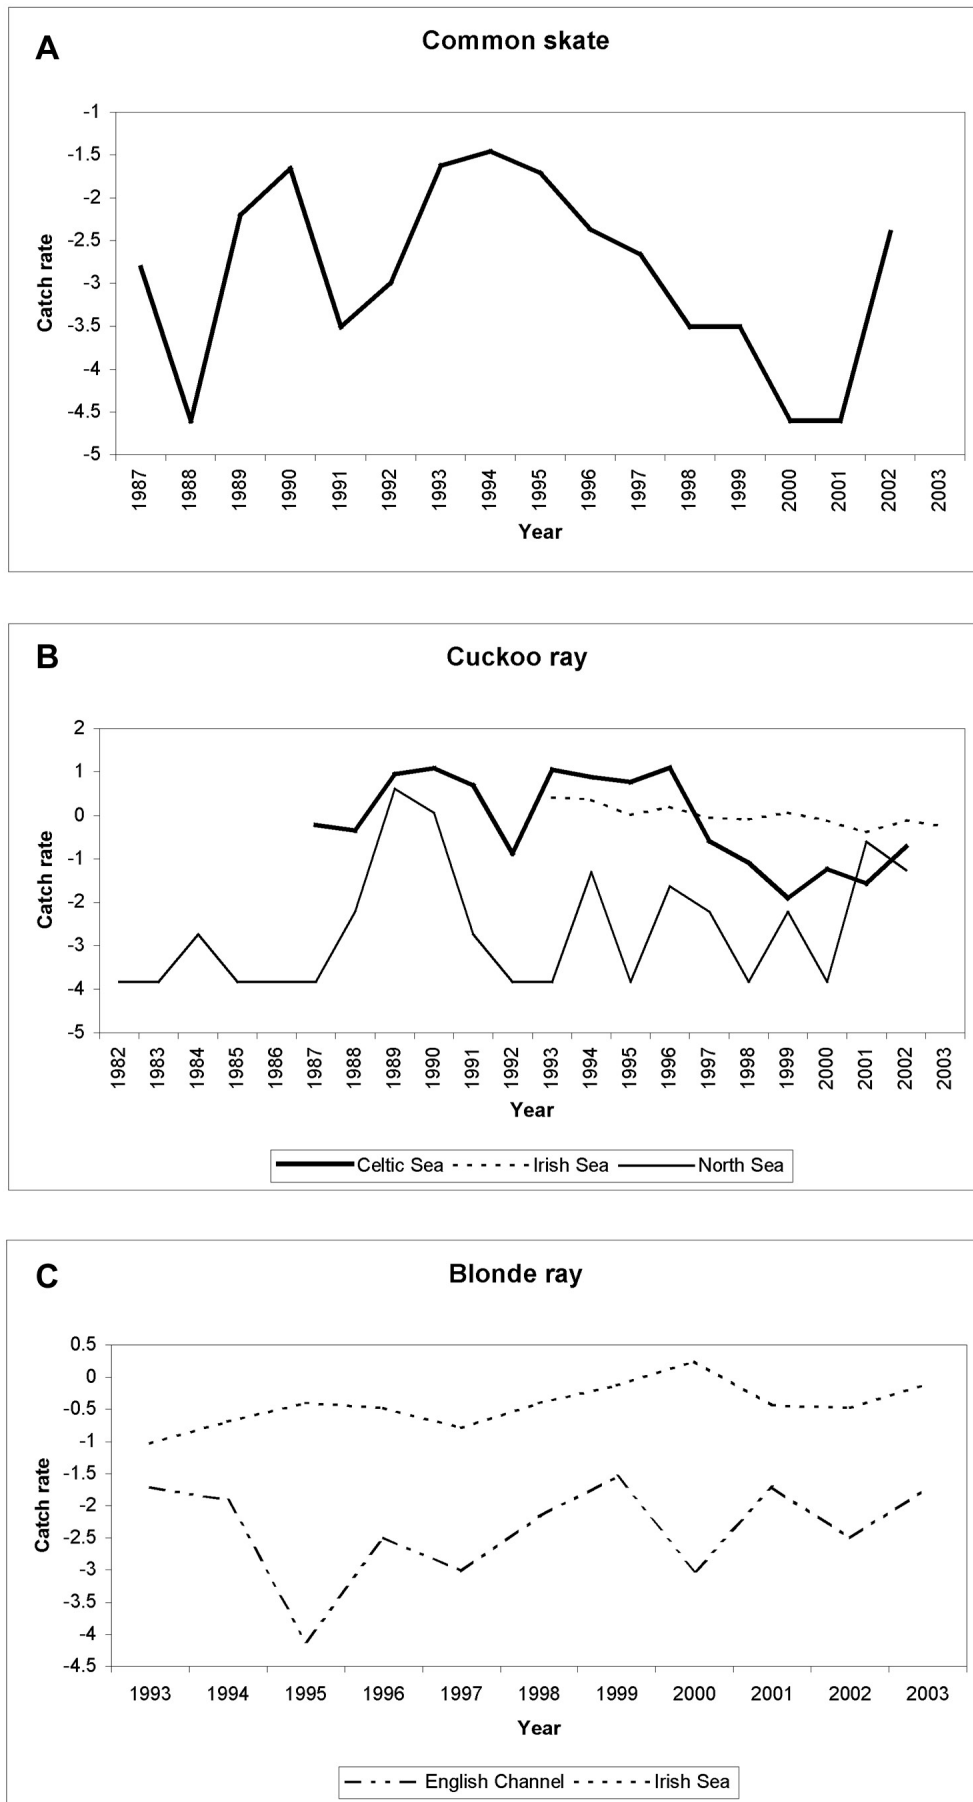 A
Common skate
-1
-1.5
-2
-2.5
-3
-3.5
-4
-4.5
-5
Catch rate
1987 1988 1989 1990 1991 1992 1993 1994 1995 1996 1997 1998 1999 2000 2001 2002 2003
Year
B
Cuckoo ray
2
1
0
-1
-2
-3
-4
-5
Catch rate
1982 1983 1984 1985 1986 1987 1988 1989 1990 1991 1992 1993 1994 1995 1996 1997 1998 1999 2000 2001 2002 2003
Year
Celtic Sea Irish Sea North Sea
C
Blonde ray
0.5
0
-0.5
-1
-1.5
-2
-2.5
-3
-3.5
-4
-4.5
Catch rate
1993 1994 1995 1996 1997 1998 1999 2000 2001 2002 2003
Year
English Channel Irish Sea